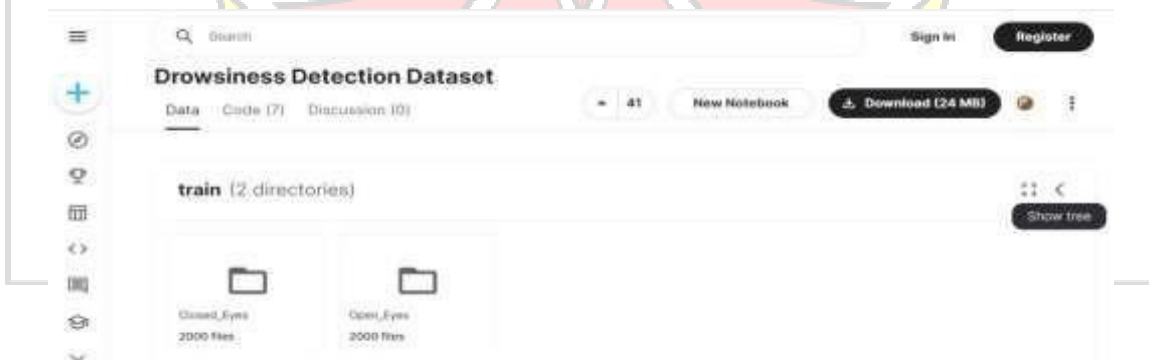 Search
Sign In
Register
Drowsiness Detection Dataset
Data Code (7) Discussion (0)
41
New Notebook
Download (24 MB)
train (2 directories)
Show tree
Closed_Eyes
2000 files
Open_Eyes
2000 files